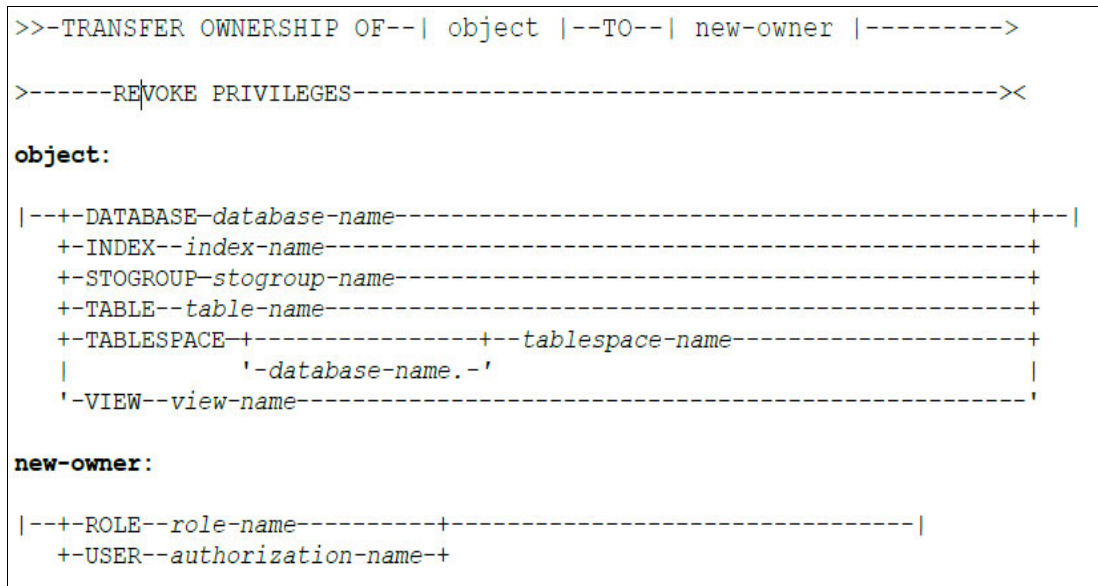 >>-TRANSFER OWNERSHIP OF--| object |--TO--| new-owner |--------->
>------REVOKE PRIVILEGES----------------------------------------------><
object:
|--+-DATABASE—database-name---------------------------------------------+--|
+-INDEX--index-name--------------------------------------------------+
+-STOGROUP—stogroup-name---------------------------------------------+
+-TABLE--table-name--------------------------------------------------+
+-TABLESPACE—+----------------+--tablespace-name---------------------+
| '-database-name.-' |
'-VIEW--view-name----------------------------------------------------'
new-owner:
|--+-ROLE--role-name----------+---------------------------------|
+-USER--authorization-name-+